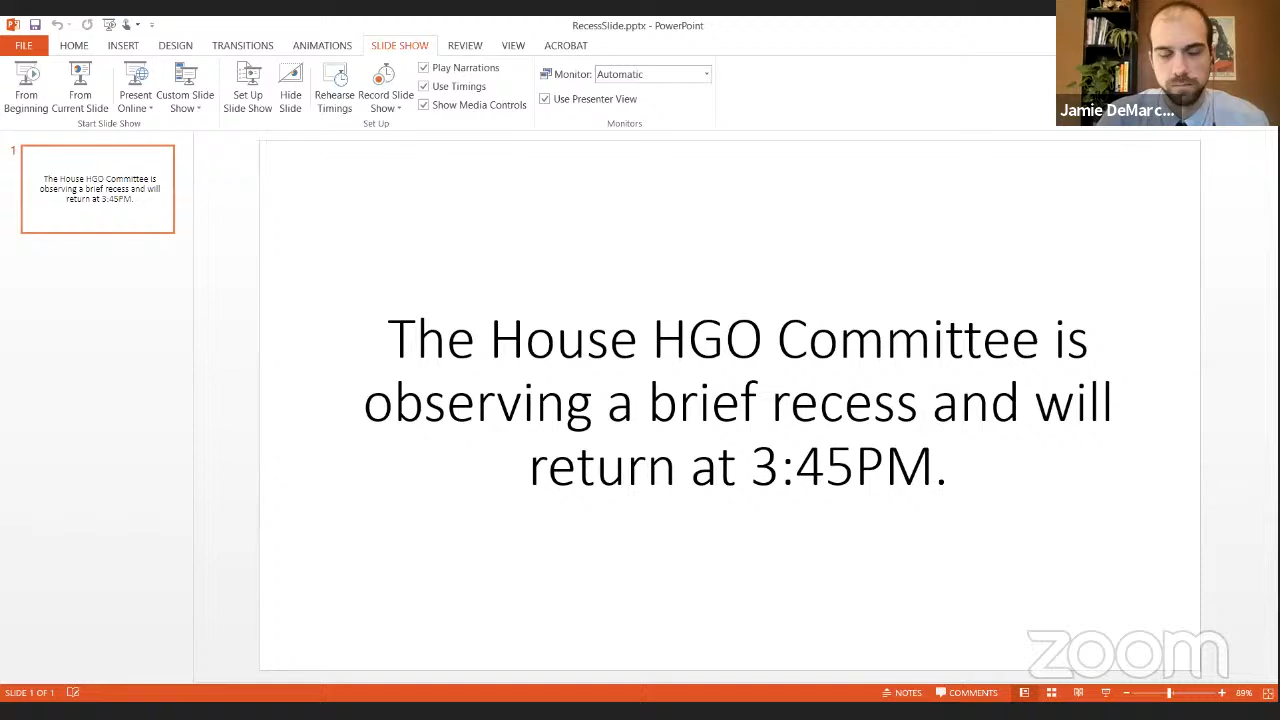 RecessSlide.pptx - PowerPoint
FILE HOME INSERT DESIGN TRANSITIONS ANIMATIONS SLIDE SHOW REVIEW VIEW ACROBAT
From Beginning
From Current Slide
Present Online
Custom Slide Show
Start Slide Show
Set Up Slide Show
Hide Slide
Rehearse Timings
Record Slide Show
Play Narrations
Use Timings
Show Media Controls
Set Up
Monitor: Automatic
Use Presenter View
Monitors
Jamie DeMarc...
1
The House HGO Committee is
observing a brief recess and will
return at 3:45PM.
The House HGO Committee is
observing a brief recess and will
return at 3:45PM.
zoom
SLIDE 1 OF 1 NOTES COMMENTS 89%